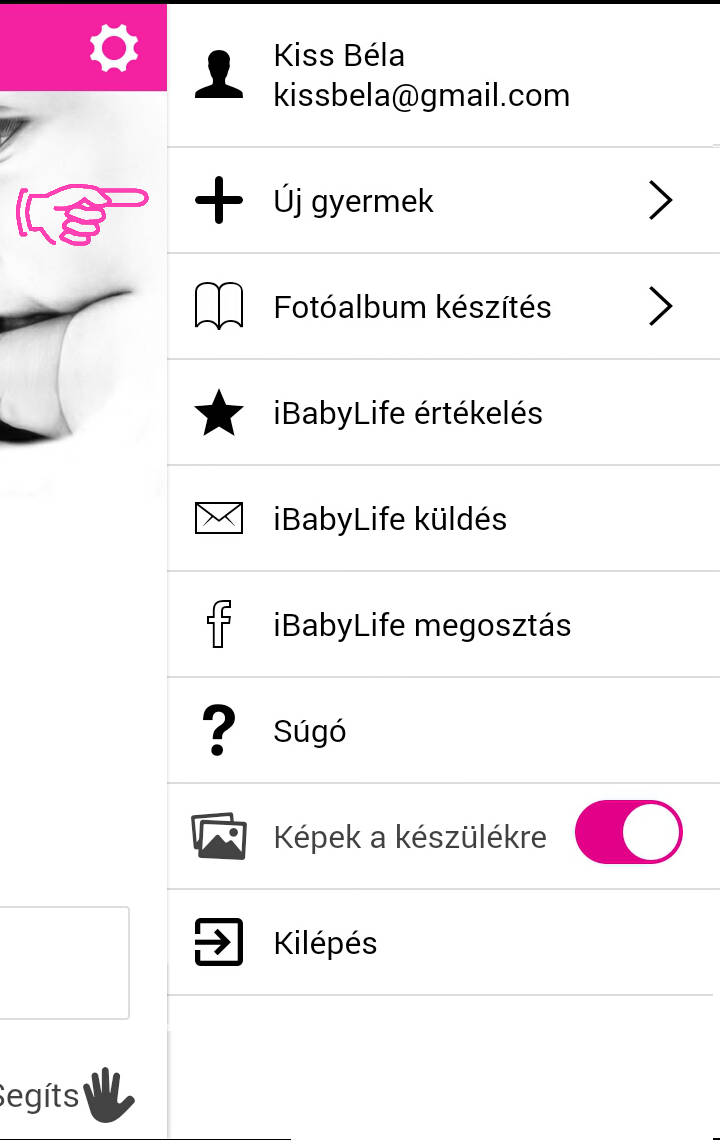 Kiss Béla
kissbela@gmail.com
Új gyermek
Fotóalbum készítés
iBabyLife értékelés
iBabyLife küldés
iBabyLife megosztás
Súgó
Képek a készülékre
Kilépés
Segíts